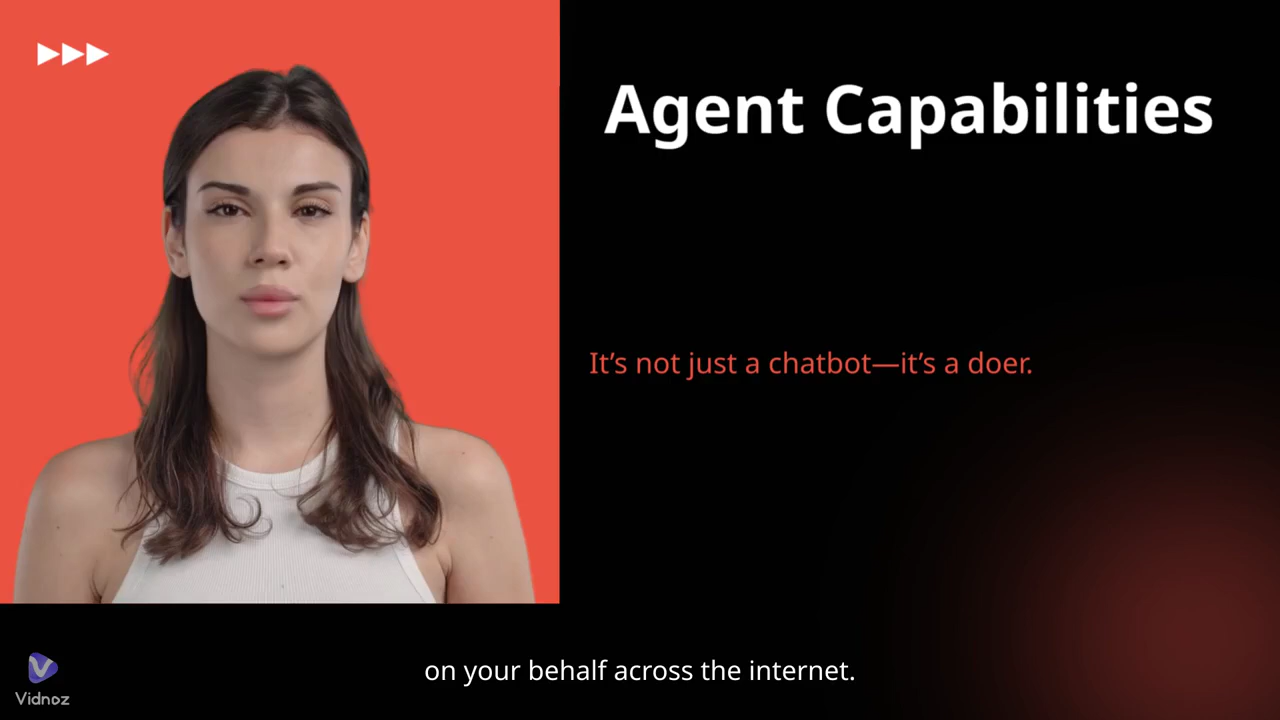 Agent Capabilities
It’s not just a chatbot—it’s a doer.
on your behalf across the internet.
Vidnoz